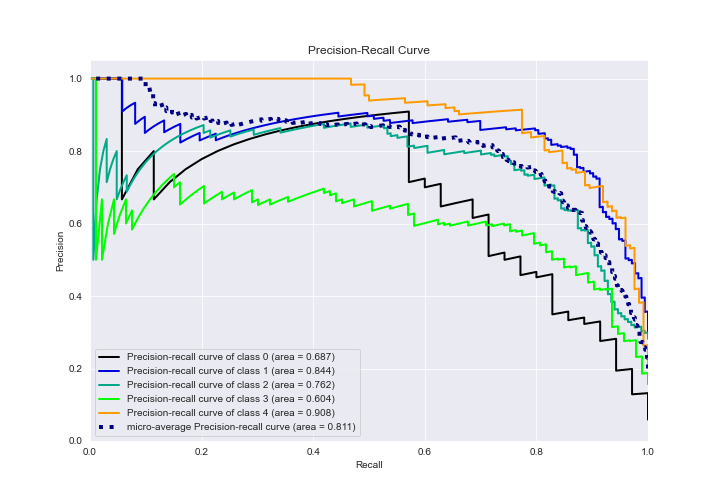 Precision-Recall Curve
1.0
0.8
0.6
0.4
0.2
0.0
Precision
Precision-recall curve of class 0 (area = 0.687)
Precision-recall curve of class 1 (area = 0.844)
Precision-recall curve of class 2 (area = 0.762)
Precision-recall curve of class 3 (area = 0.604)
Precision-recall curve of class 4 (area = 0.908)
micro-average Precision-recall curve (area = 0.811)
0.0 0.2 0.4 0.6 0.8 1.0
Recall